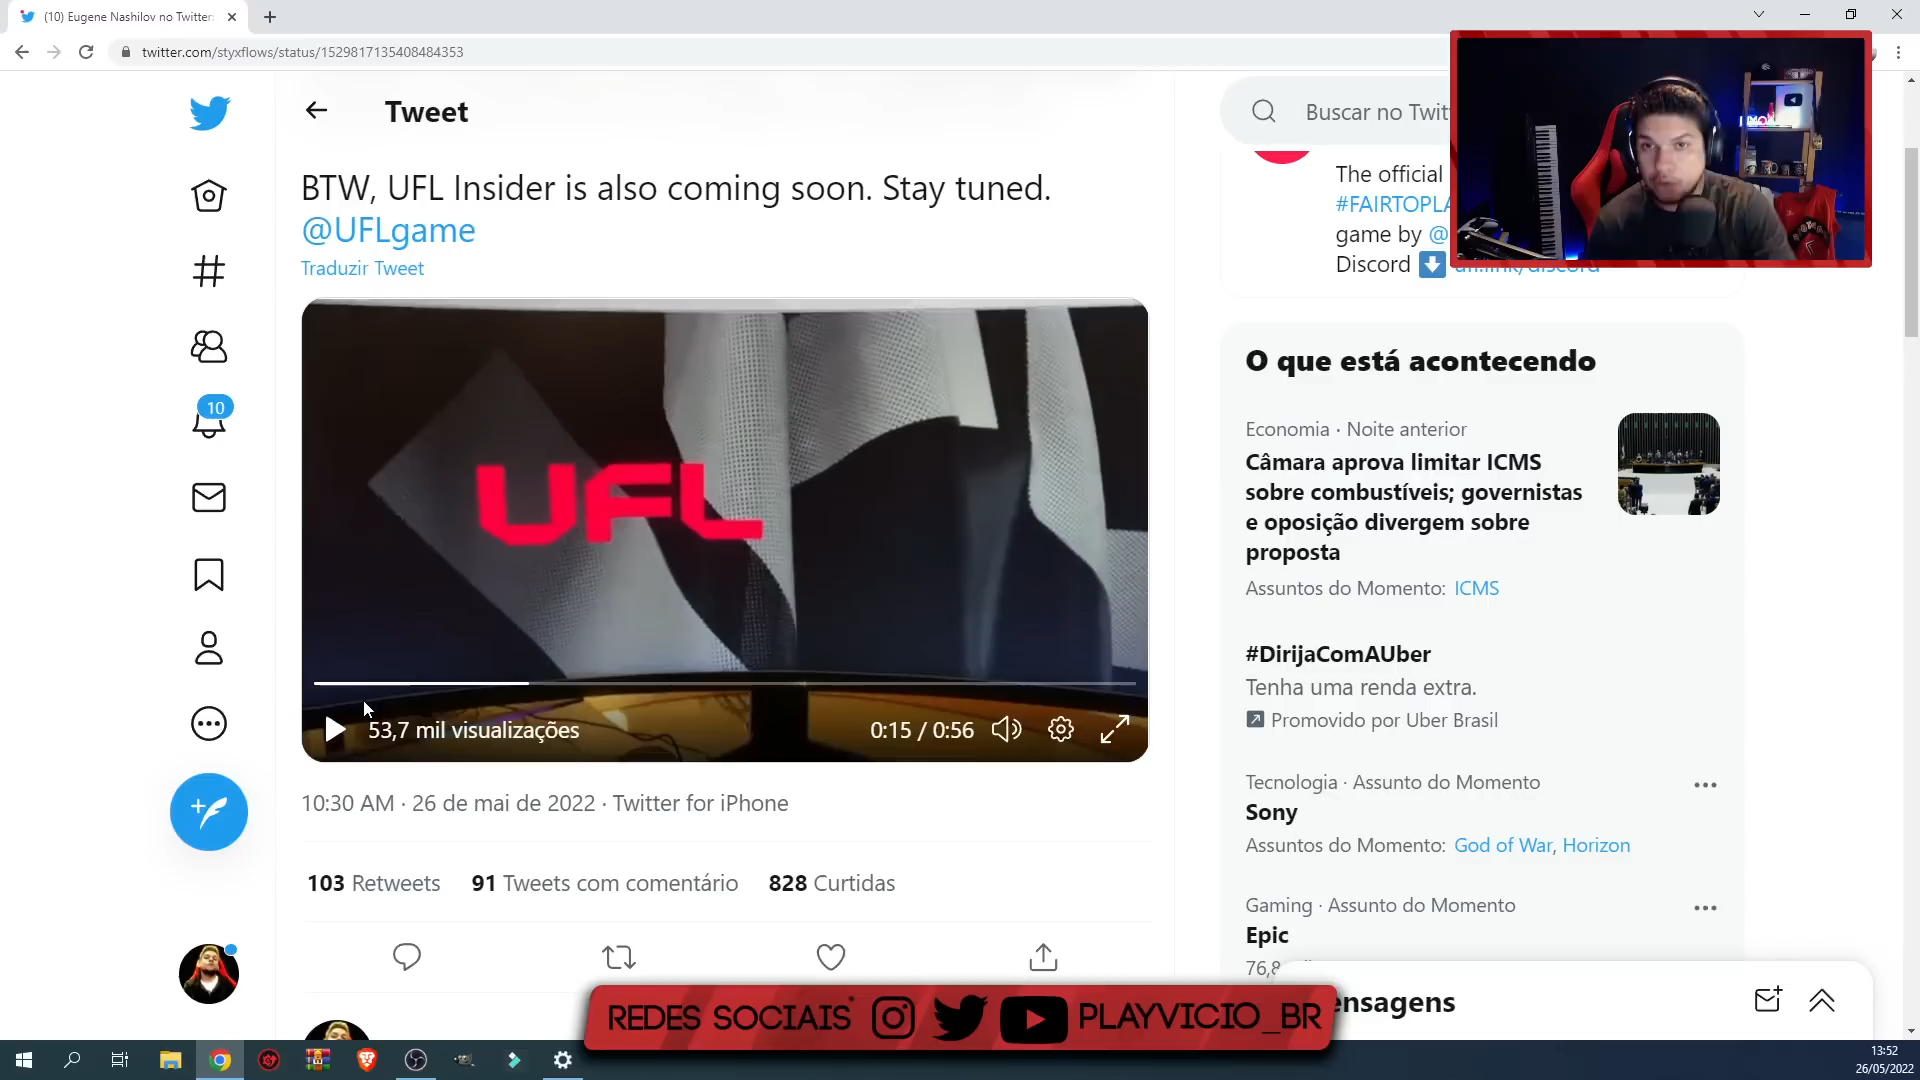 (10) Eugene Nashilov no Twitter:
twitter.com/styxflows/status/1529817135408484353
Tweet
BTW, UFL Insider is also coming soon. Stay tuned.
@UFLgame
Traduzir Tweet
UFL
53,7 mil visualizações
0:15 / 0:56
10:30 AM · 26 de mai de 2022 · Twitter for iPhone
103 Retweets 91 Tweets com comentário 828 Curtidas
10
Buscar no Twit
The official
#FAIRTOPLA
game by @
Discord
ufl.link/discord
O que está acontecendo
Economia · Noite anterior
Câmara aprova limitar ICMS
sobre combustíveis; governistas
e oposição divergem sobre
proposta
Assuntos do Momento: ICMS
#DirijaComAUber
Tenha uma renda extra.
Promovido por Uber Brasil
Tecnologia · Assunto do Momento
Sony
Assuntos do Momento: God of War, Horizon
Gaming · Assunto do Momento
Epic
76,8
ensagens
REDES SOCIAIS PLAYVICIO_BR
13:52
26/05/2022